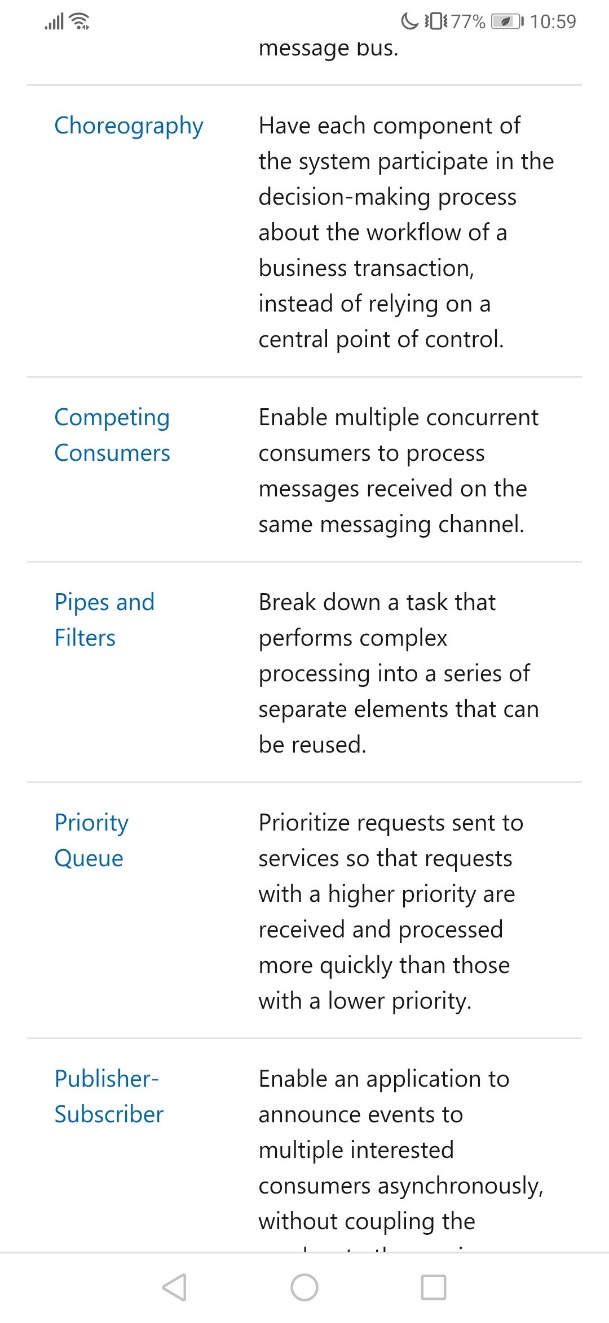 77% 10:59
message bus.
Choreography
Have each component of
the system participate in the
decision-making process
about the workflow of a
business transaction,
instead of relying on a
central point of control.
Competing
Consumers
Enable multiple concurrent
consumers to process
messages received on the
same messaging channel.
Pipes and
Filters
Break down a task that
performs complex
processing into a series of
separate elements that can
be reused.
Priority
Queue
Prioritize requests sent to
services so that requests
with a higher priority are
received and processed
more quickly than those
with a lower priority.
Publisher-
Subscriber
Enable an application to
announce events to
multiple interested
consumers asynchronously,
without coupling the